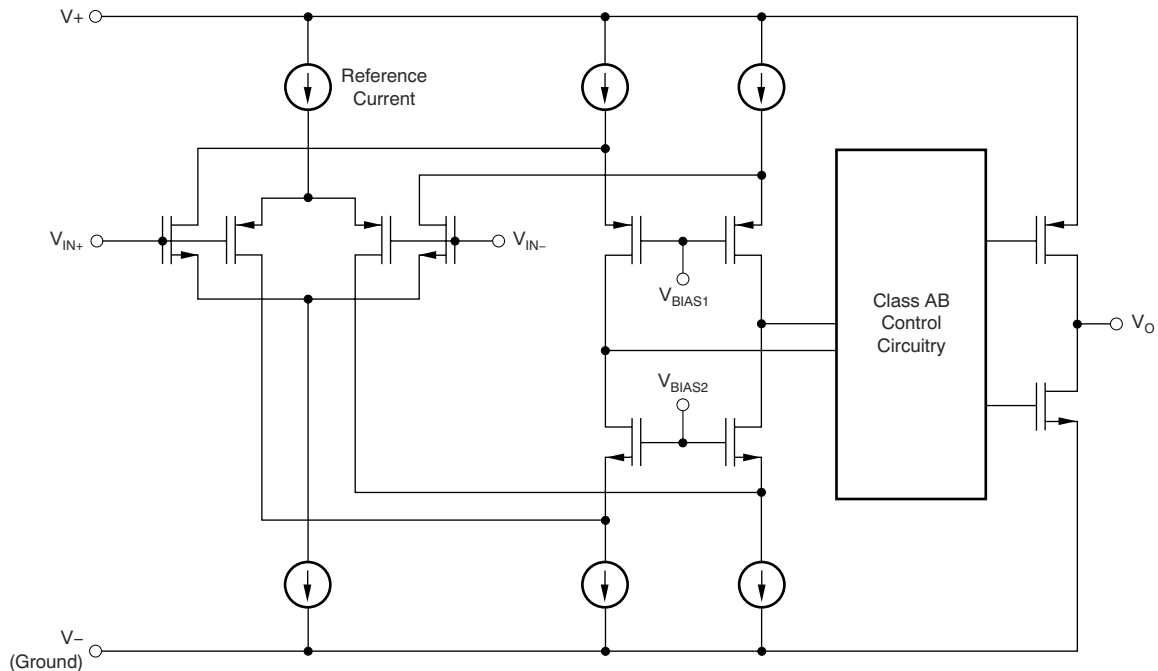 V+
Reference
Current
VIN+
VIN−
VBIAS1
Class AB
Control
Circuitry
VO
VBIAS2
V−
(Ground)